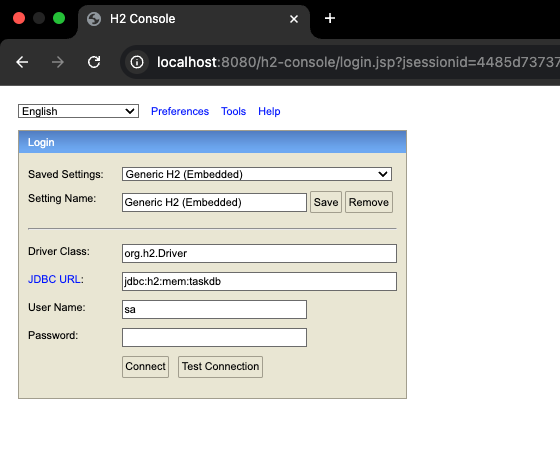 H2 Console
localhost:8080/h2-console/login.jsp?jsessionid=4485d73737
English Preferences Tools Help
Login
Saved Settings: Generic H2 (Embedded)
Setting Name: Generic H2 (Embedded) Save Remove
Driver Class: org.h2.Driver
JDBC URL: jdbc:h2:mem:taskdb
User Name: sa
Password:
Connect Test Connection